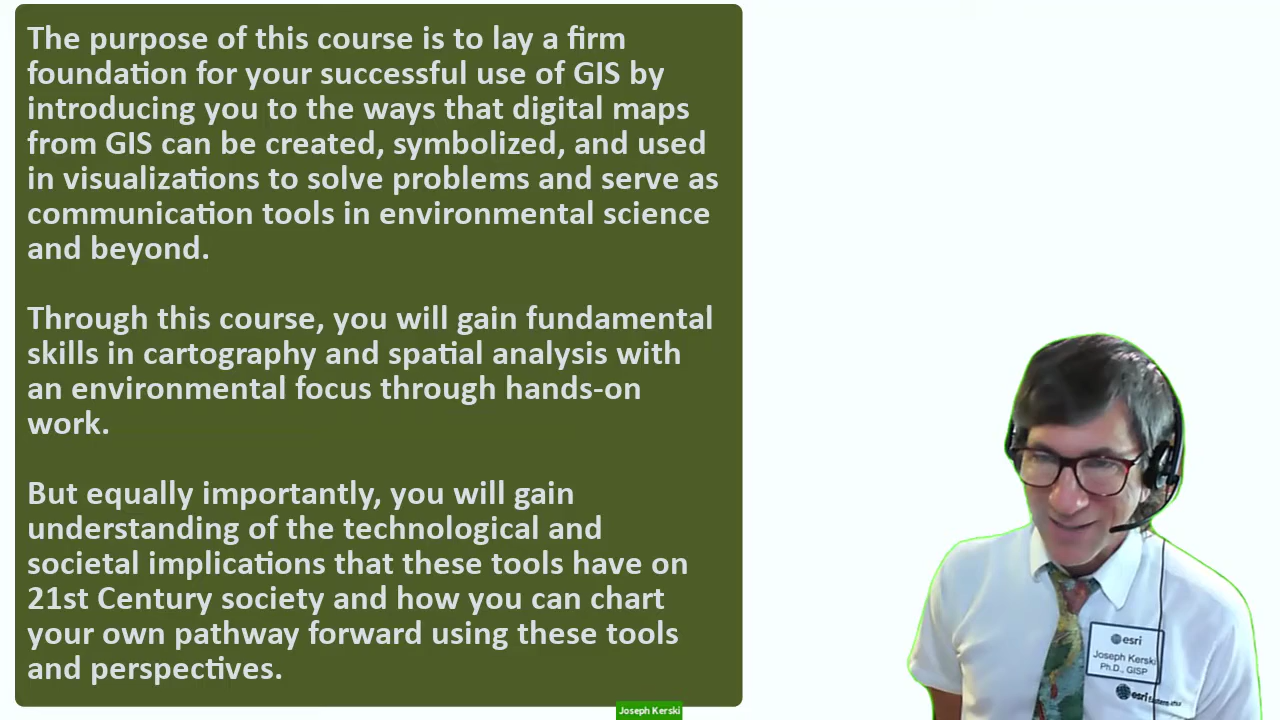 The purpose of this course is to lay a firm
foundation for your successful use of GIS by
introducing you to the ways that digital maps
from GIS can be created, symbolized, and used
in visualizations to solve problems and serve as
communication tools in environmental science
and beyond.
Through this course, you will gain fundamental
skills in cartography and spatial analysis with
an environmental focus through hands-on
work.
But equally importantly, you will gain
understanding of the technological and
societal implications that these tools have on
21st Century society and how you can chart
your own pathway forward using these tools
and perspectives.
esri
Joseph Kerski
Ph.D., GISP
esri
Joseph Kerski